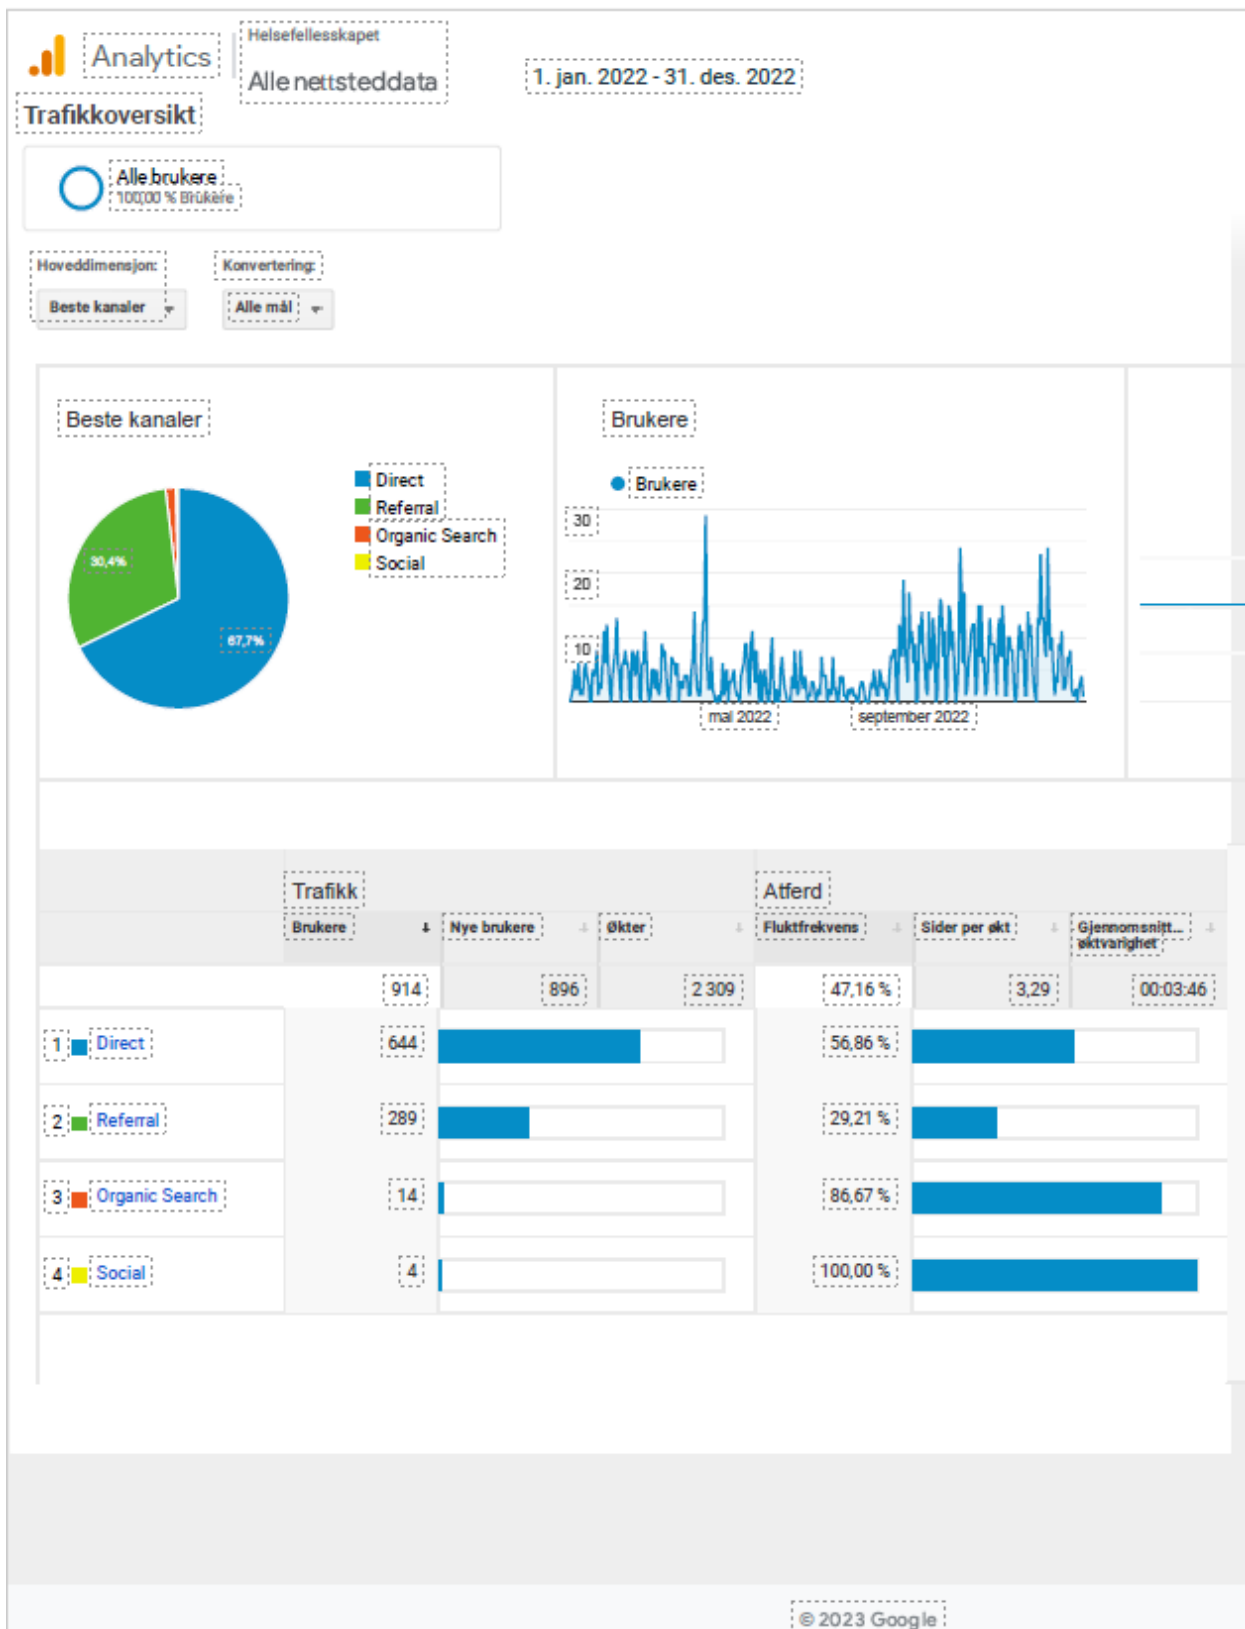 Analytics
Helsefellesskapet
Alle nettsteddata
1. jan. 2022 - 31. des. 2022
Trafikkoversikt
Alle brukere
100,00 % Brukere
Hoveddimensjon:
Konvertering:
Beste kanaler
Alle mål
Beste kanaler
Direct
Referral
Organic Search
Social
30,4%
67,7%
Brukere
Brukere
30
20
10
mai 2022
september 2022
Trafikk
Atferd
Brukere
Nye brukere
Økter
Fluktfrekvens
Sider per økt
Gjennomsnitt...
øktvarighet
914
896
2 309
47,16 %
3,29
00:03:46
1 Direct
644
56,86 %
2 Referral
289
29,21 %
3 Organic Search
14
86,67 %
4 Social
4
100,00 %
© 2023 Google